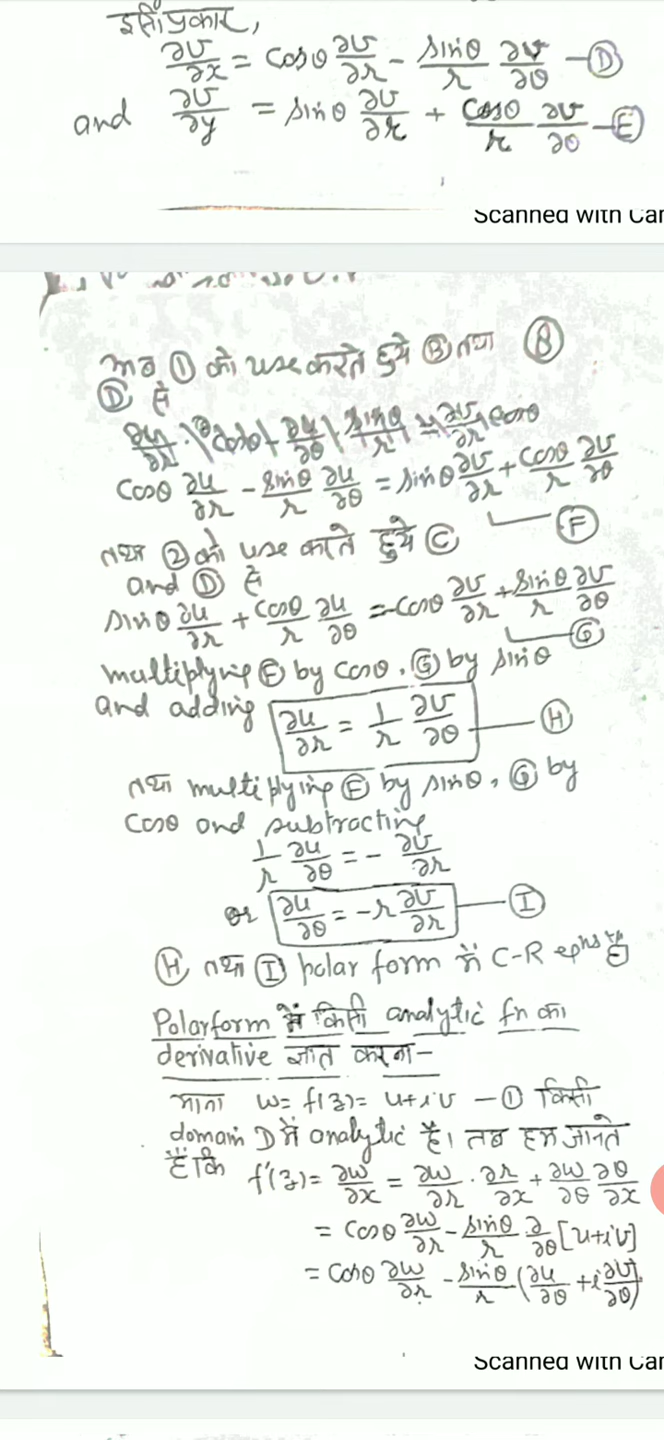 इसी प्रकार,
∂v/∂x = cosθ ∂v/∂r - sinθ/r ∂v/∂θ —(D)
and ∂v/∂y = sinθ ∂v/∂r + cosθ/r ∂v/∂θ —(E)
Scanned with Car
अब (1) को use करते हुये (B) तथा (B)
(D) से
cosθ ∂u/∂r - sinθ/r ∂u/∂θ = sinθ ∂v/∂r + cosθ/r ∂v/∂θ
—(F)
तथा (2) को use करते हुये (C)
and (D) से
sinθ ∂u/∂r + cosθ/r ∂u/∂θ = -cosθ ∂v/∂r + sinθ/r ∂v/∂θ
—(G)
multiplying (F) by cosθ, (G) by sinθ
and adding ∂u/∂r = 1/r ∂v/∂θ —(H)
तथा multiplying (F) by sinθ, (G) by
cosθ and subtracting
1/r ∂u/∂θ = - ∂v/∂r
or ∂u/∂θ = -r ∂v/∂r —(I)
(H) तथा (I) polar form में C-R eqns है
Polarform में किसी analytic fn का
derivative ज्ञात करना-
माना w = f(z) = u+iv —(1) किसी
domain D में analytic है। तब हम जानते
हैं कि f'(z) = ∂w/∂x = ∂w/∂r . ∂r/∂x + ∂w/∂θ ∂θ/∂x
= cosθ ∂w/∂r - sinθ/r ∂/∂θ [u+iv]
= cosθ ∂w/∂r - sinθ/r (∂u/∂θ + i ∂v/∂θ)
Scanned with Car